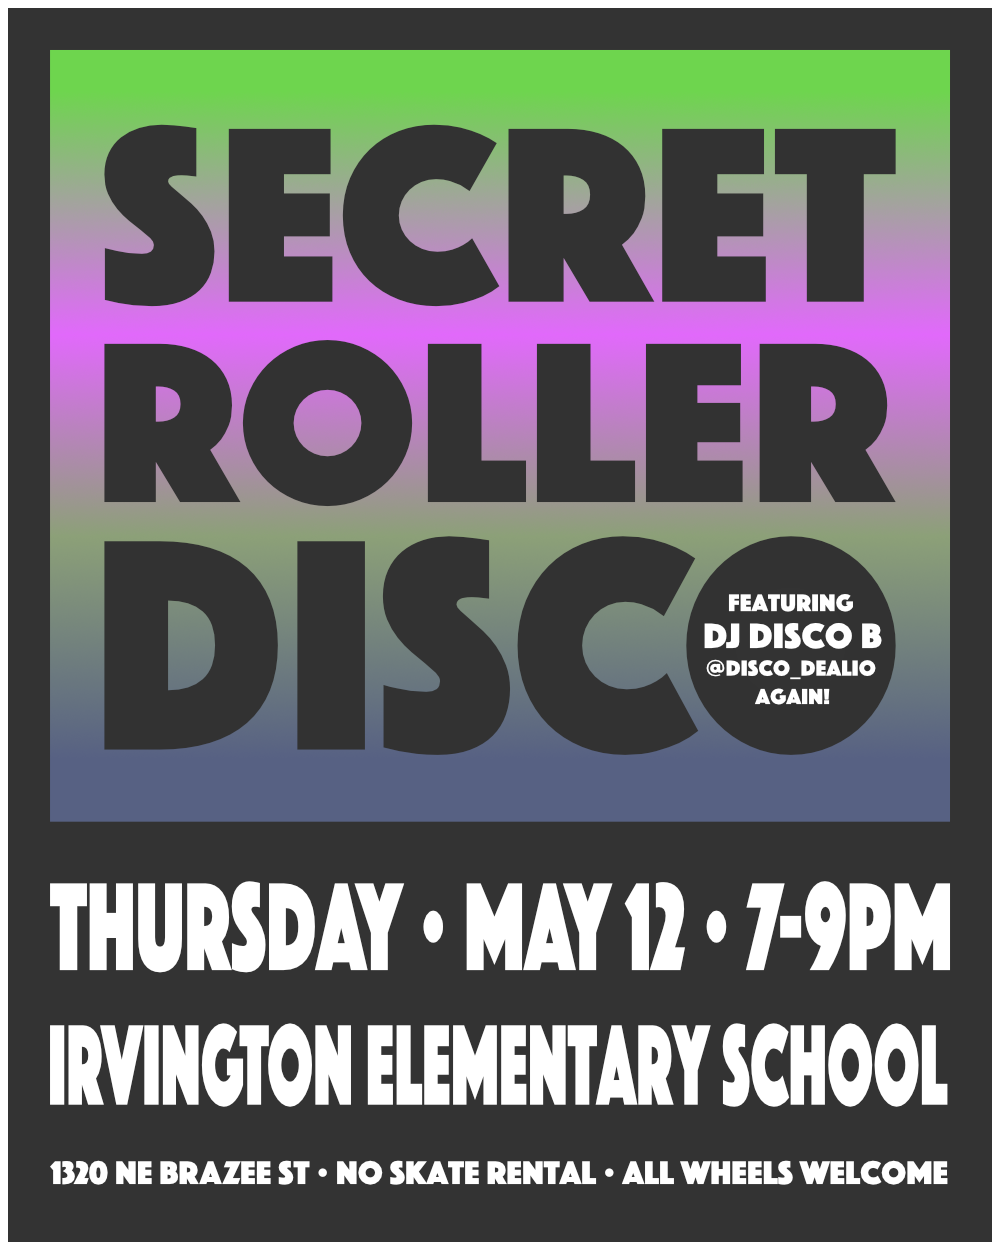 SECRET
ROLLER
DISCO
FEATURING
DJ DISCO B
@DISCO_DEALIO
AGAIN!
THURSDAY • MAY 12 • 7-9PM
IRVINGTON ELEMENTARY SCHOOL
1320 NE BRAZEE ST • NO SKATE RENTAL • ALL WHEELS WELCOME